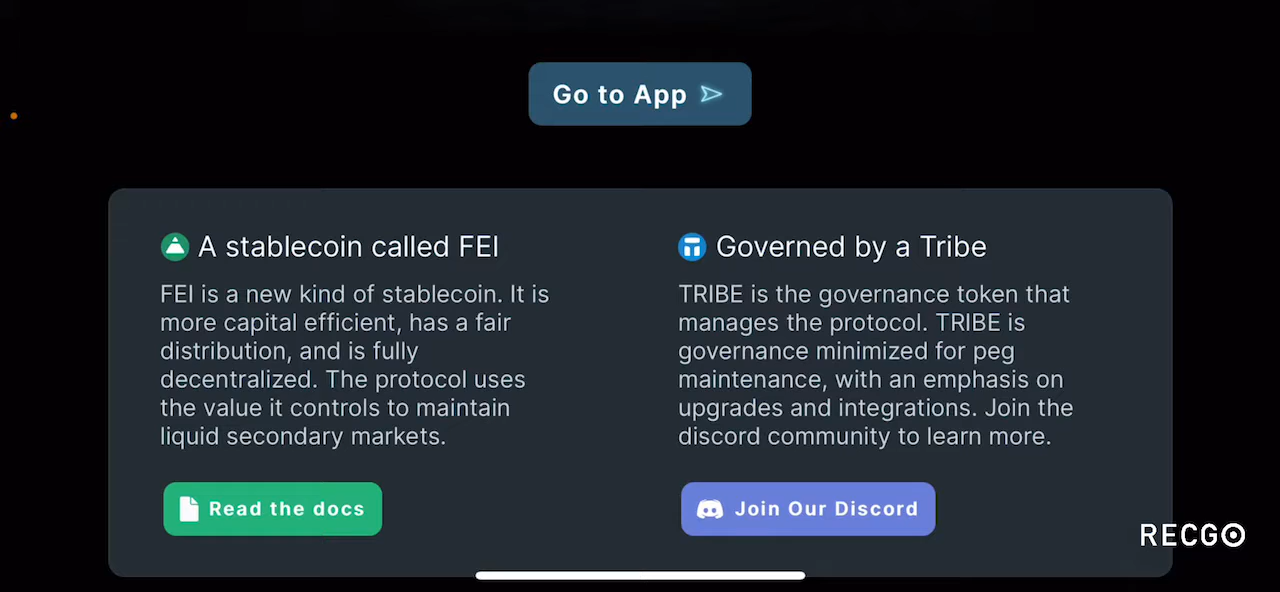 Go to App
A stablecoin called FEI
FEI is a new kind of stablecoin. It is
more capital efficient, has a fair
distribution, and is fully
decentralized. The protocol uses
the value it controls to maintain
liquid secondary markets.
Read the docs
Governed by a Tribe
TRIBE is the governance token that
manages the protocol. TRIBE is
governance minimized for peg
maintenance, with an emphasis on
upgrades and integrations. Join the
discord community to learn more.
Join Our Discord
RECGO